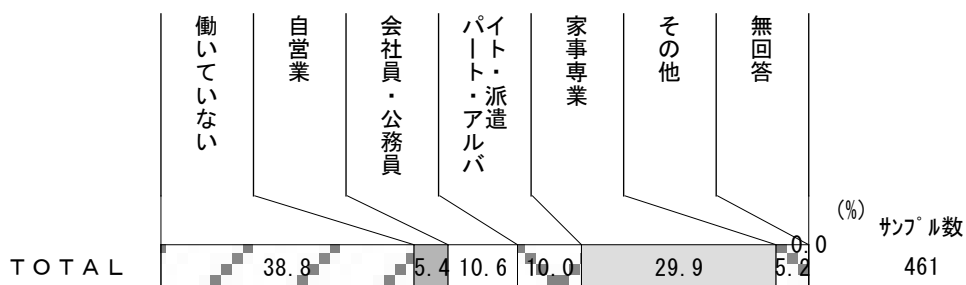 働いていない
自営業
会社員・公務員
パート・アルバ
イト・派遣
家事専業
その他
無回答
(%)
ｻﾝﾌﾟﾙ数
0.0
ＴＯＴＡＬ 38.8 5.4 10.6 10.0 29.9 5.2 461